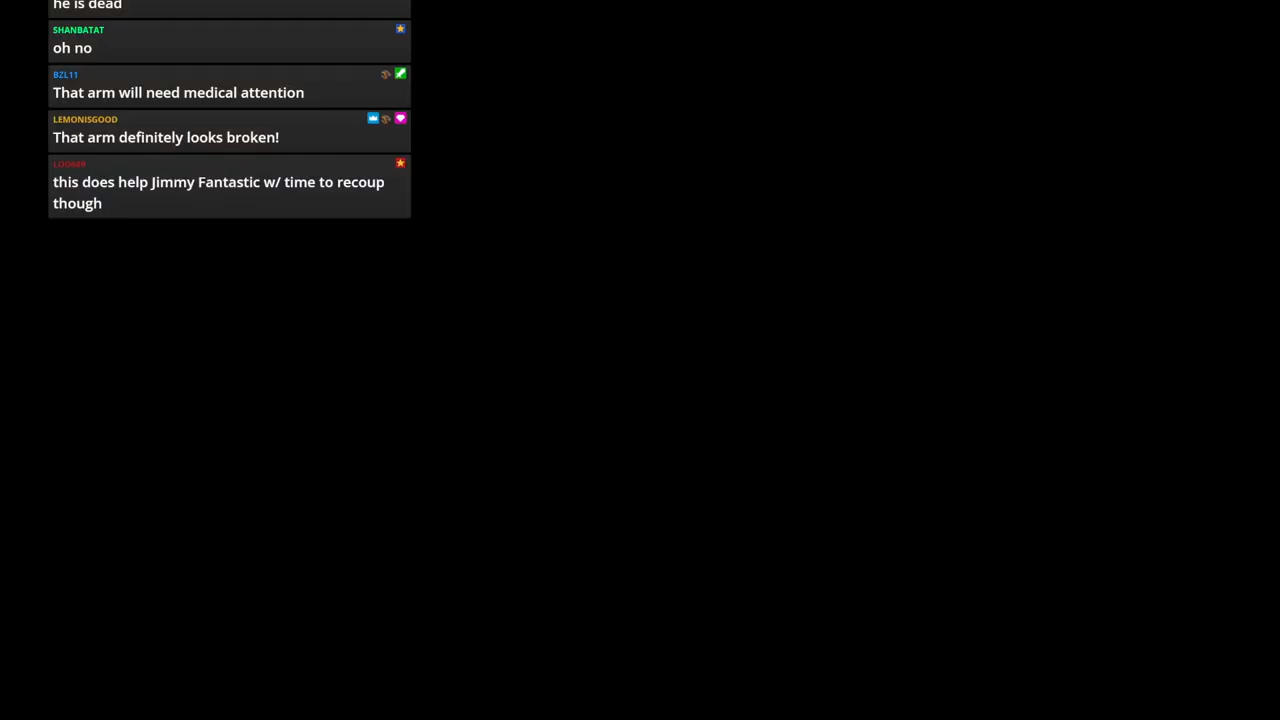 he is dead
SHANBATAT
oh no
BZL11
That arm will need medical attention
LEMONISGOOD
That arm definitely looks broken!
this does help Jimmy Fantastic w/ time to recoup
though